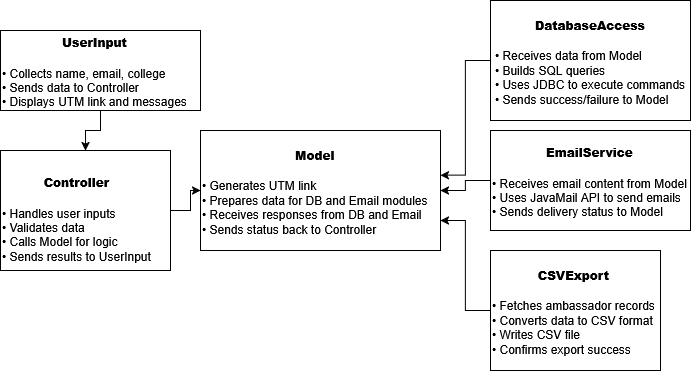 UserInput
• Collects name, email, college
• Sends data to Controller
• Displays UTM link and messages
Controller
• Handles user inputs
• Validates data
• Calls Model for logic
• Sends results to UserInput
Model
• Generates UTM link
• Prepares data for DB and Email modules
• Receives responses from DB and Email
• Sends status back to Controller
DatabaseAccess
• Receives data from Model
• Builds SQL queries
• Uses JDBC to execute commands
• Sends success/failure to Model
EmailService
• Receives email content from Model
• Uses JavaMail API to send emails
• Sends delivery status to Model
CSVExport
• Fetches ambassador records
• Converts data to CSV format
• Writes CSV file
• Confirms export success